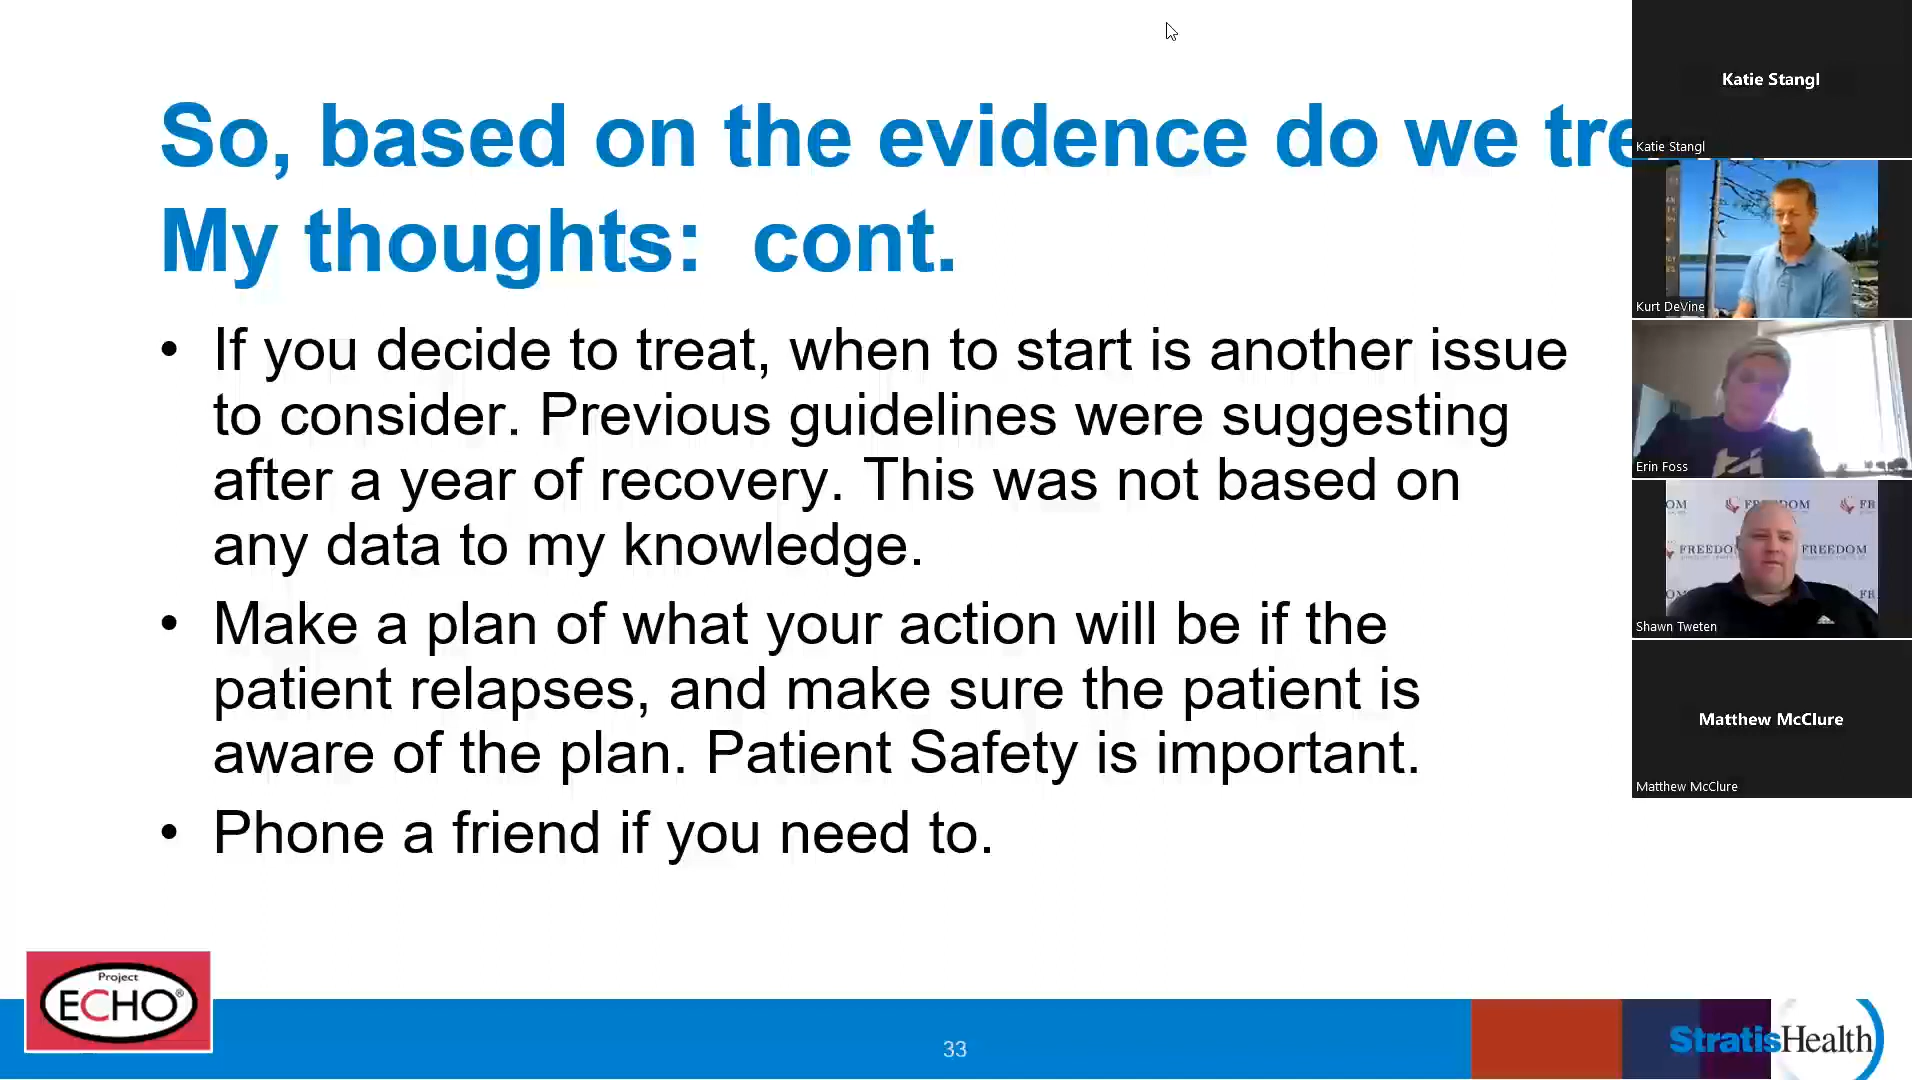 So, based on the evidence do we tre
My thoughts:  cont.
• If you decide to treat, when to start is another issue
to consider. Previous guidelines were suggesting
after a year of recovery. This was not based on
any data to my knowledge.
• Make a plan of what your action will be if the
patient relapses, and make sure the patient is
aware of the plan. Patient Safety is important.
• Phone a friend if you need to.
Project
ECHO®
33
StratisHealth
Katie Stangl
Katie Stangl
Kurt DeVine
Erin Foss
FREEDOM
FREEDOM
Shawn Tweten
Matthew McClure
Matthew McClure